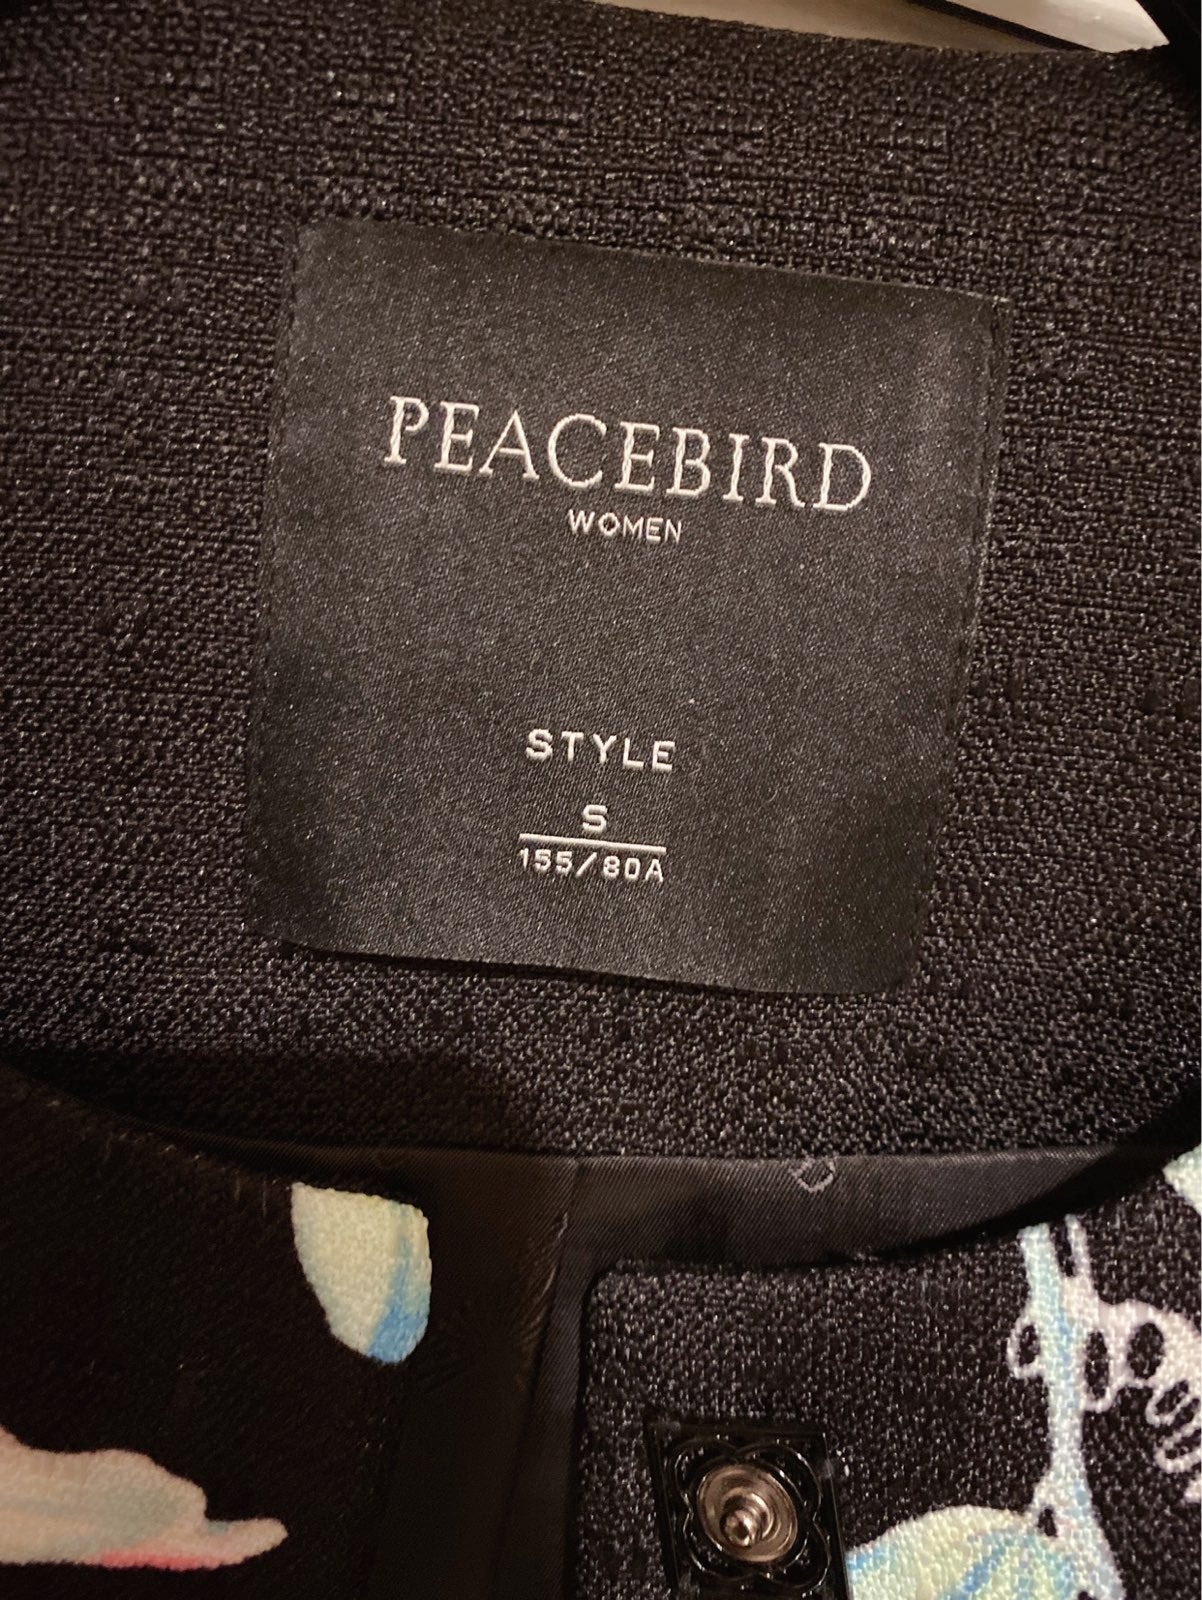 PEACEBIRD
WOMEN
STYLE
S
155/80A